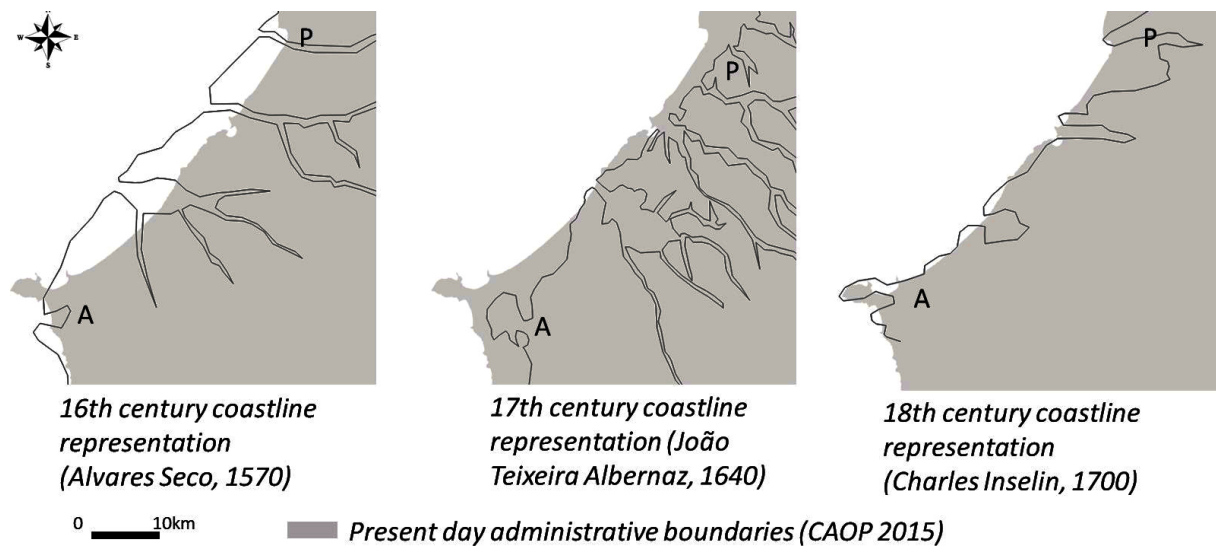 N
W
E
S
P
A
P
A
P
A
16th century coastline
representation
(Alvares Seco, 1570)
17th century coastline
representation (João
Teixeira Albernaz, 1640)
18th century coastline
representation
(Charles Inselin, 1700)
0 10km
Present day administrative boundaries (CAOP 2015)